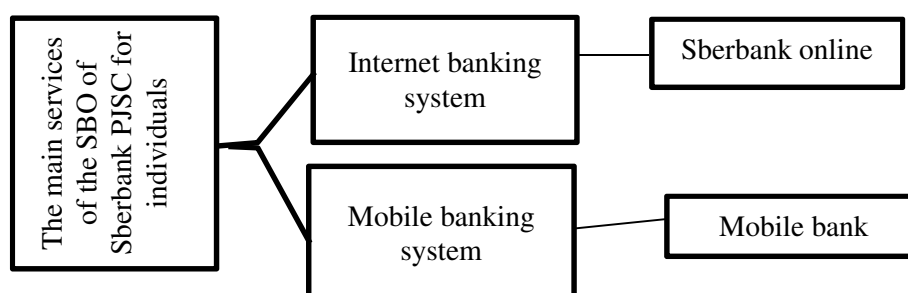 The main services
of the SBO of
Sberbank PJSC for
individuals
Internet banking
system
Sberbank online
Mobile banking
system
Mobile bank